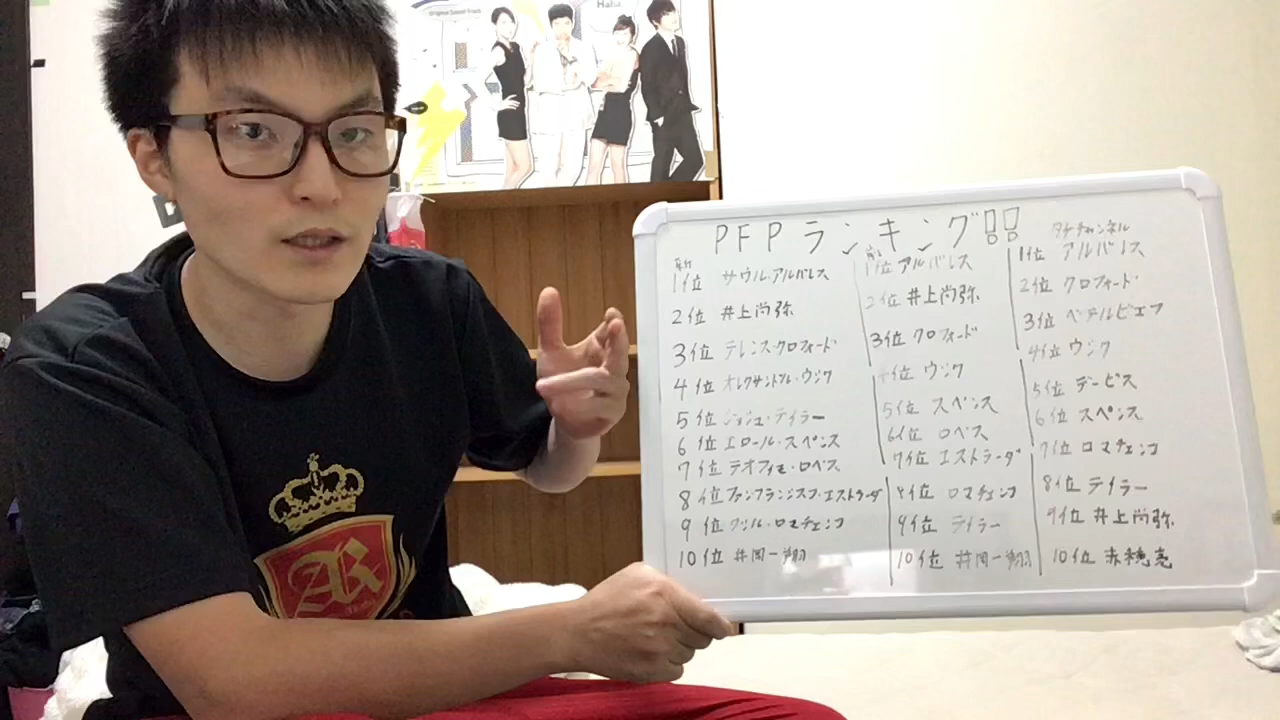 Original Sound Track
Haha
PFPランキング!!
新
1位 サウル・アルバレス
2位 井上尚弥
3位 テレンス・クロフォード
4位 オレクサンドル・ウシク
5位 ジョシュ・テイラー
6位 エロール・スペンス
7位 テオフィモ・ロペス
8位 ファン・フランシスコ・エストラーダ
9位 ワシル・ロマチェンコ
10位 井岡一翔
前
1位 アルバレス
2位 井上尚弥
3位 クロフォード
4位 ウシク
5位 スペンス
6位 ロペス
7位 エストラーダ
8位 ロマチェンコ
9位 テイラー
10位 井岡一翔
タケチャンネル
1位 アルバレス
2位 クロフォード
3位 ベテルビエフ
4位 ウシク
5位 デービス
6位 スペンス
7位 ロマチェンコ
8位 テイラー
9位 井上尚弥
10位 赤穂亮
AR